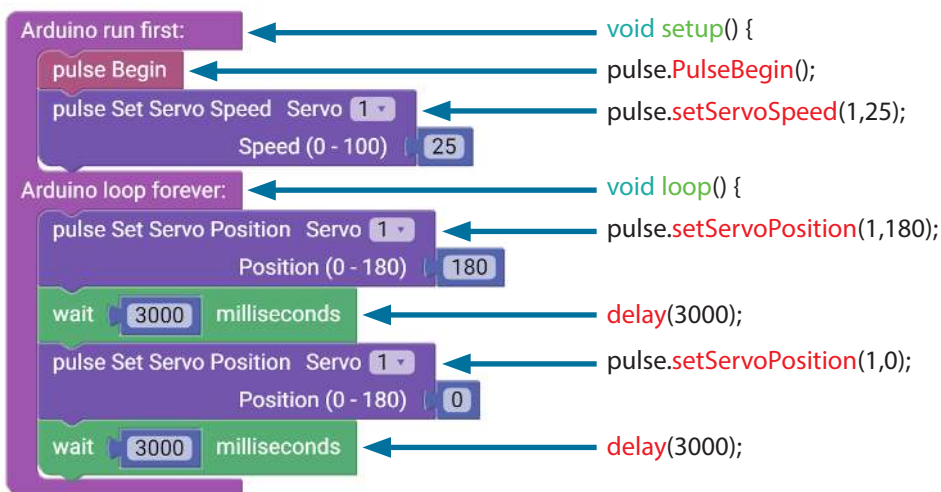 Arduino run first: void setup() {
pulse Begin pulse.PulseBegin();
pulse Set Servo Speed Servo 1 pulse.setServoSpeed(1,25);
Speed (0 - 100) 25
Arduino loop forever: void loop() {
pulse Set Servo Position Servo 1 pulse.setServoPosition(1,180);
Position (0 - 180) 180
wait 3000 milliseconds delay(3000);
pulse Set Servo Position Servo 1 pulse.setServoPosition(1,0);
Position (0 - 180) 0
wait 3000 milliseconds delay(3000);